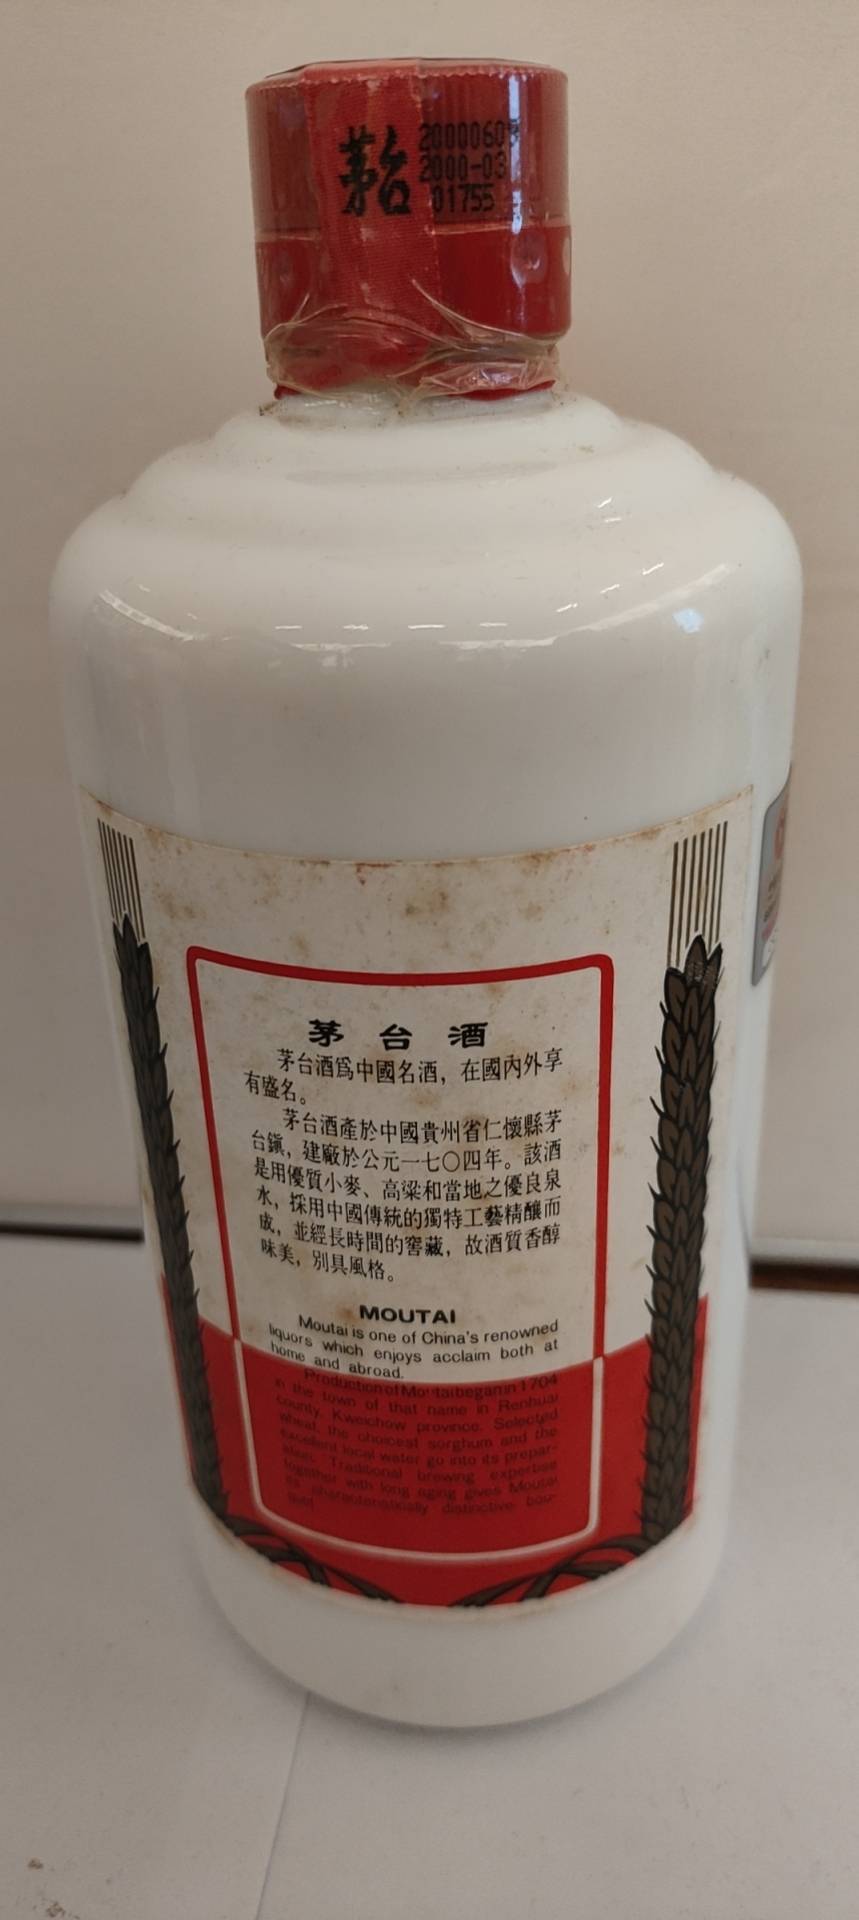 茅台
20000605
2000-03
01755
茅台酒
茅台酒爲中國名酒，在國內外享
有盛名。
茅台酒產於中國貴州省仁懷縣茅
台鎭，建廠於公元一七〇四年。該酒
是用優質小麥、高粱和當地之優良泉
水，採用中國傳統的獨特工藝精釀而
成，並經長時間的窖藏，故酒質香醇
味美，別具風格。
MOUTAI
Moutai is one of China's renowned
liquors which enjoys acclaim both at
home and abroad.
Production of Moutai began in 1704
in the town of that name in Renhuai
county, Kweichow province. Selected
wheat, the choicest sorghum and the
excellent local water go into its prepar-
ation. Traditional brewing expertise
together with long aging gives Moutai
its characteristically distinctive bou-
quet